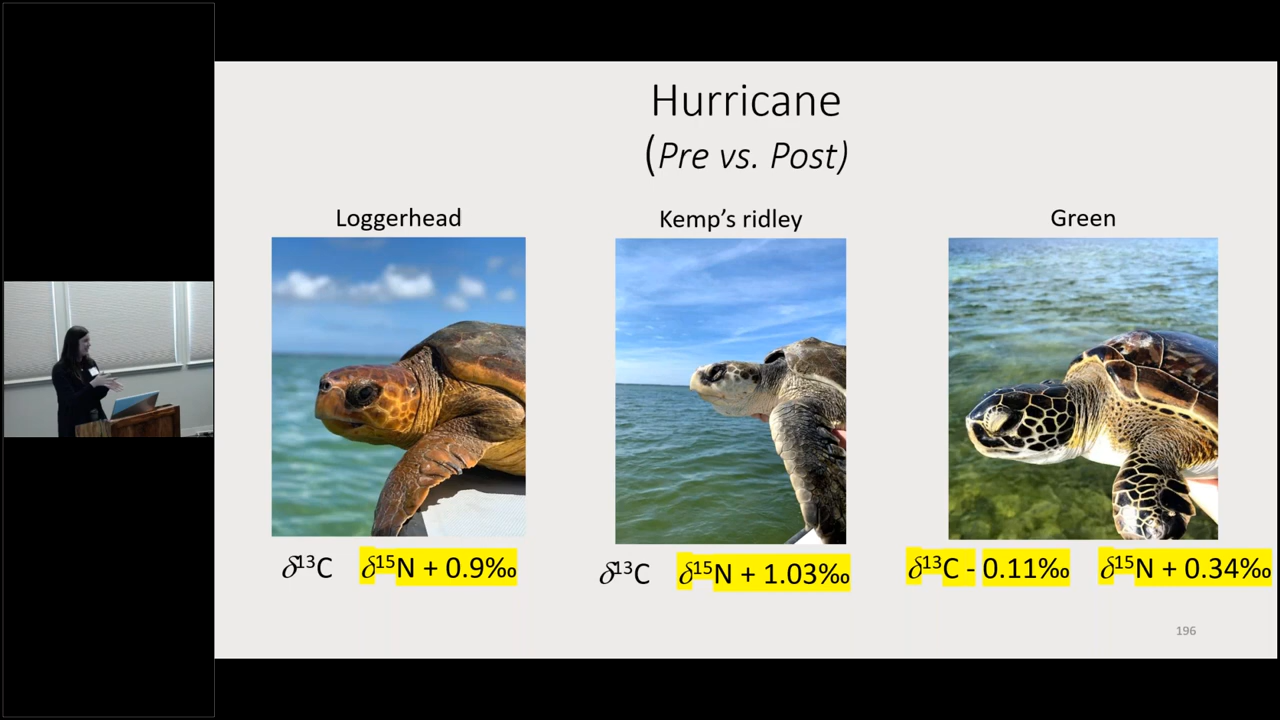 Hurricane
(Pre vs. Post)
Loggerhead
Kemp's ridley
Green
δ13C δ15N + 0.9‰
δ13C δ15N + 1.03‰
δ13C - 0.11‰ δ15N + 0.34‰
196